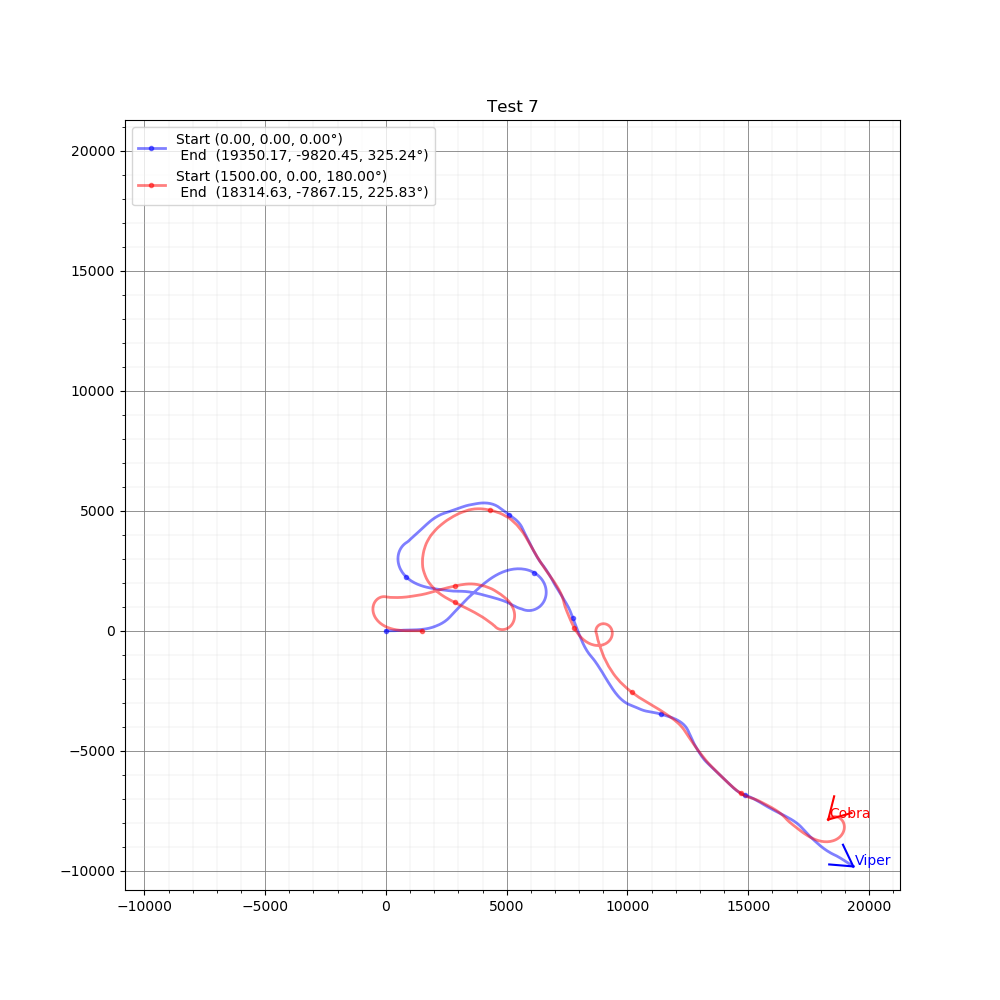 Test 7
Start (0.00, 0.00, 0.00°)
End (19350.17, -9820.45, 325.24°)
Start (1500.00, 0.00, 180.00°)
End (18314.63, -7867.15, 225.83°)
20000
15000
10000
5000
0
−5000
−10000
Cobra
Viper
−10000 −5000 0 5000 10000 15000 20000